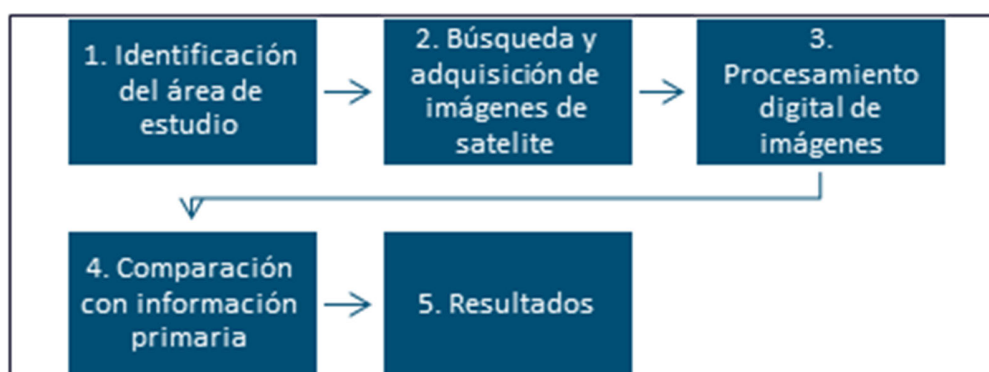 1. Identificación
del área de
estudio
2. Búsqueda y
adquisición de
imágenes de
satelite
3.
Procesamiento
digital de
imágenes
4. Comparación
con información
primaria
5. Resultados